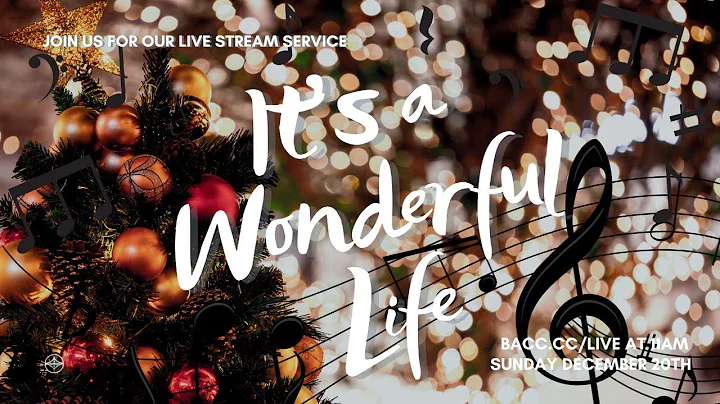 JOIN US FOR OUR LIVE STREAM SERVICE
It's a
Wonderful
Life
BACC.CC/LIVE AT 11AM
SUNDAY DECEMBER 20TH